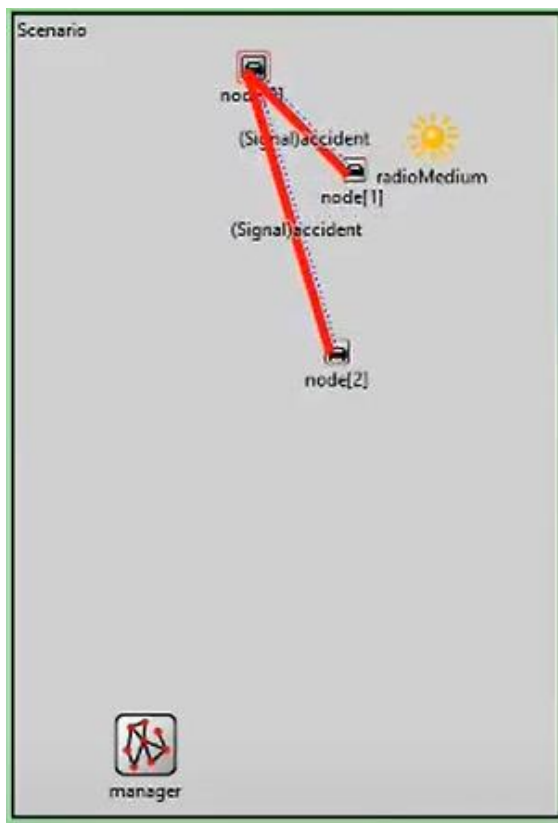 Scenario
(Signal)accident
radioMedium
node[1]
(Signal)accident
node[2]
manager